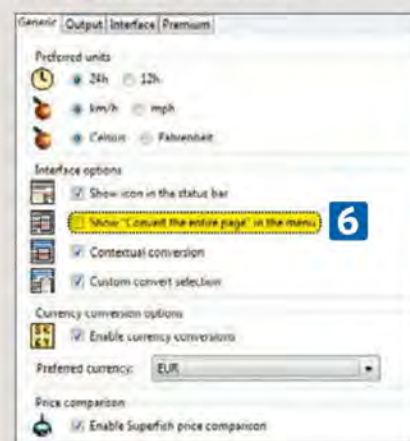 Generic Output Interface Premium
Preferred units
24h 12h
km/h mph
Celsius Fahrenheit
Interface options
Show icon in the status bar
Show "Convert the entire page" in the menu
6
Contextual conversion
Custom convert selection
Currency conversion options
Enable currency conversions
Preferred currency: EUR
Price comparison
Enable Superfish price comparison